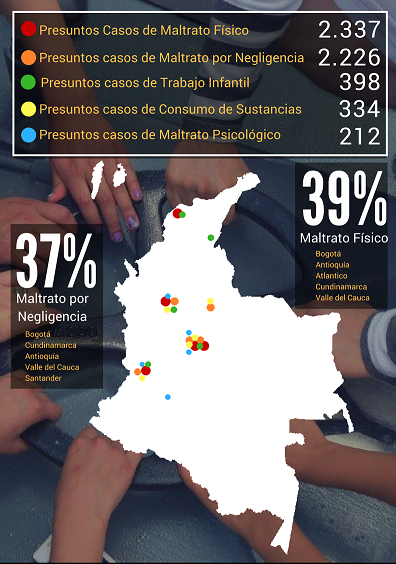 Presuntos Casos de Maltrato Físico 2.337
Presuntos casos de Maltrato por Negligencia 2.226
Presuntos casos de Trabajo Infantil 398
Presuntos casos de Consumo de Sustancias 334
Presuntos casos de Maltrato Psicológico 212
39%
Maltrato Físico
Bogotá
Antioquía
Atlantico
Cundinamarca
Valle del Cauca
37%
Maltrato por
Negligencia
Bogotá
Cundinamarca
Antioquía
Valle del Cauca
Santander